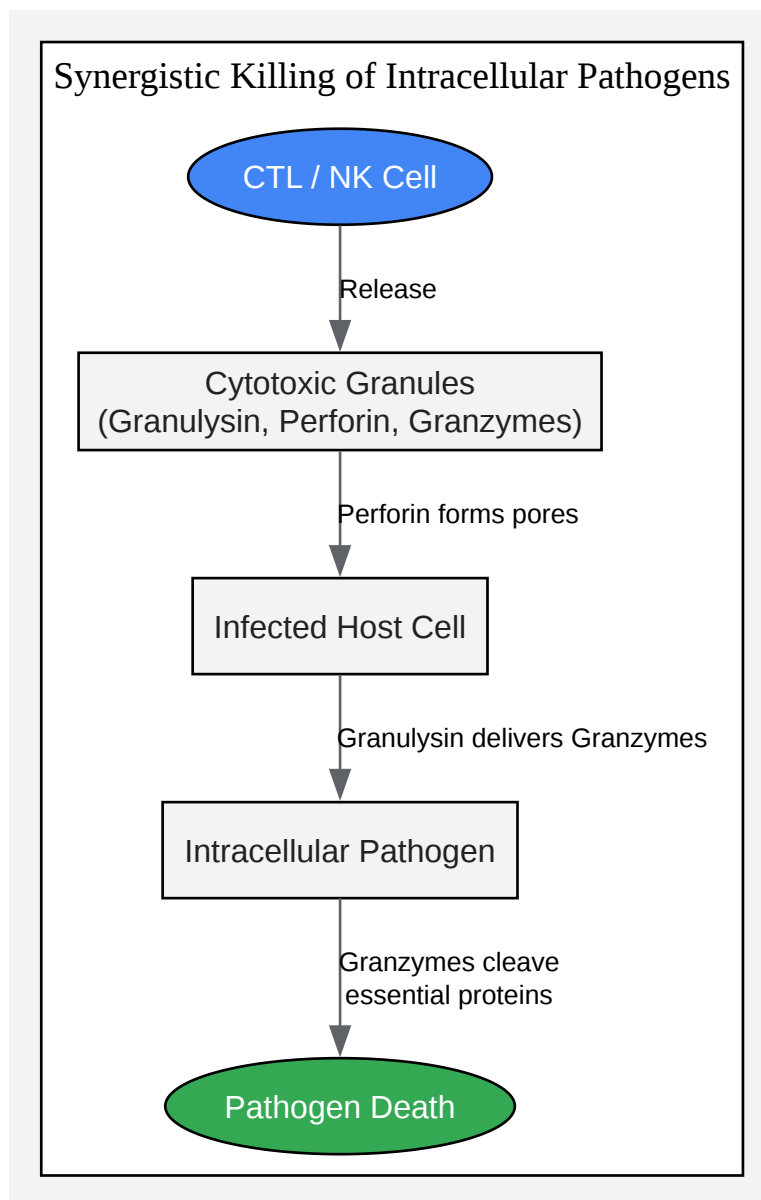 Synergistic Killing of Intracellular Pathogens
CTL / NK Cell
Release
Cytotoxic Granules
(Granulysin, Perforin, Granzymes)
Perforin forms pores
Infected Host Cell
Granulysin delivers Granzymes
Intracellular Pathogen
Granzymes cleave
essential proteins
Pathogen Death